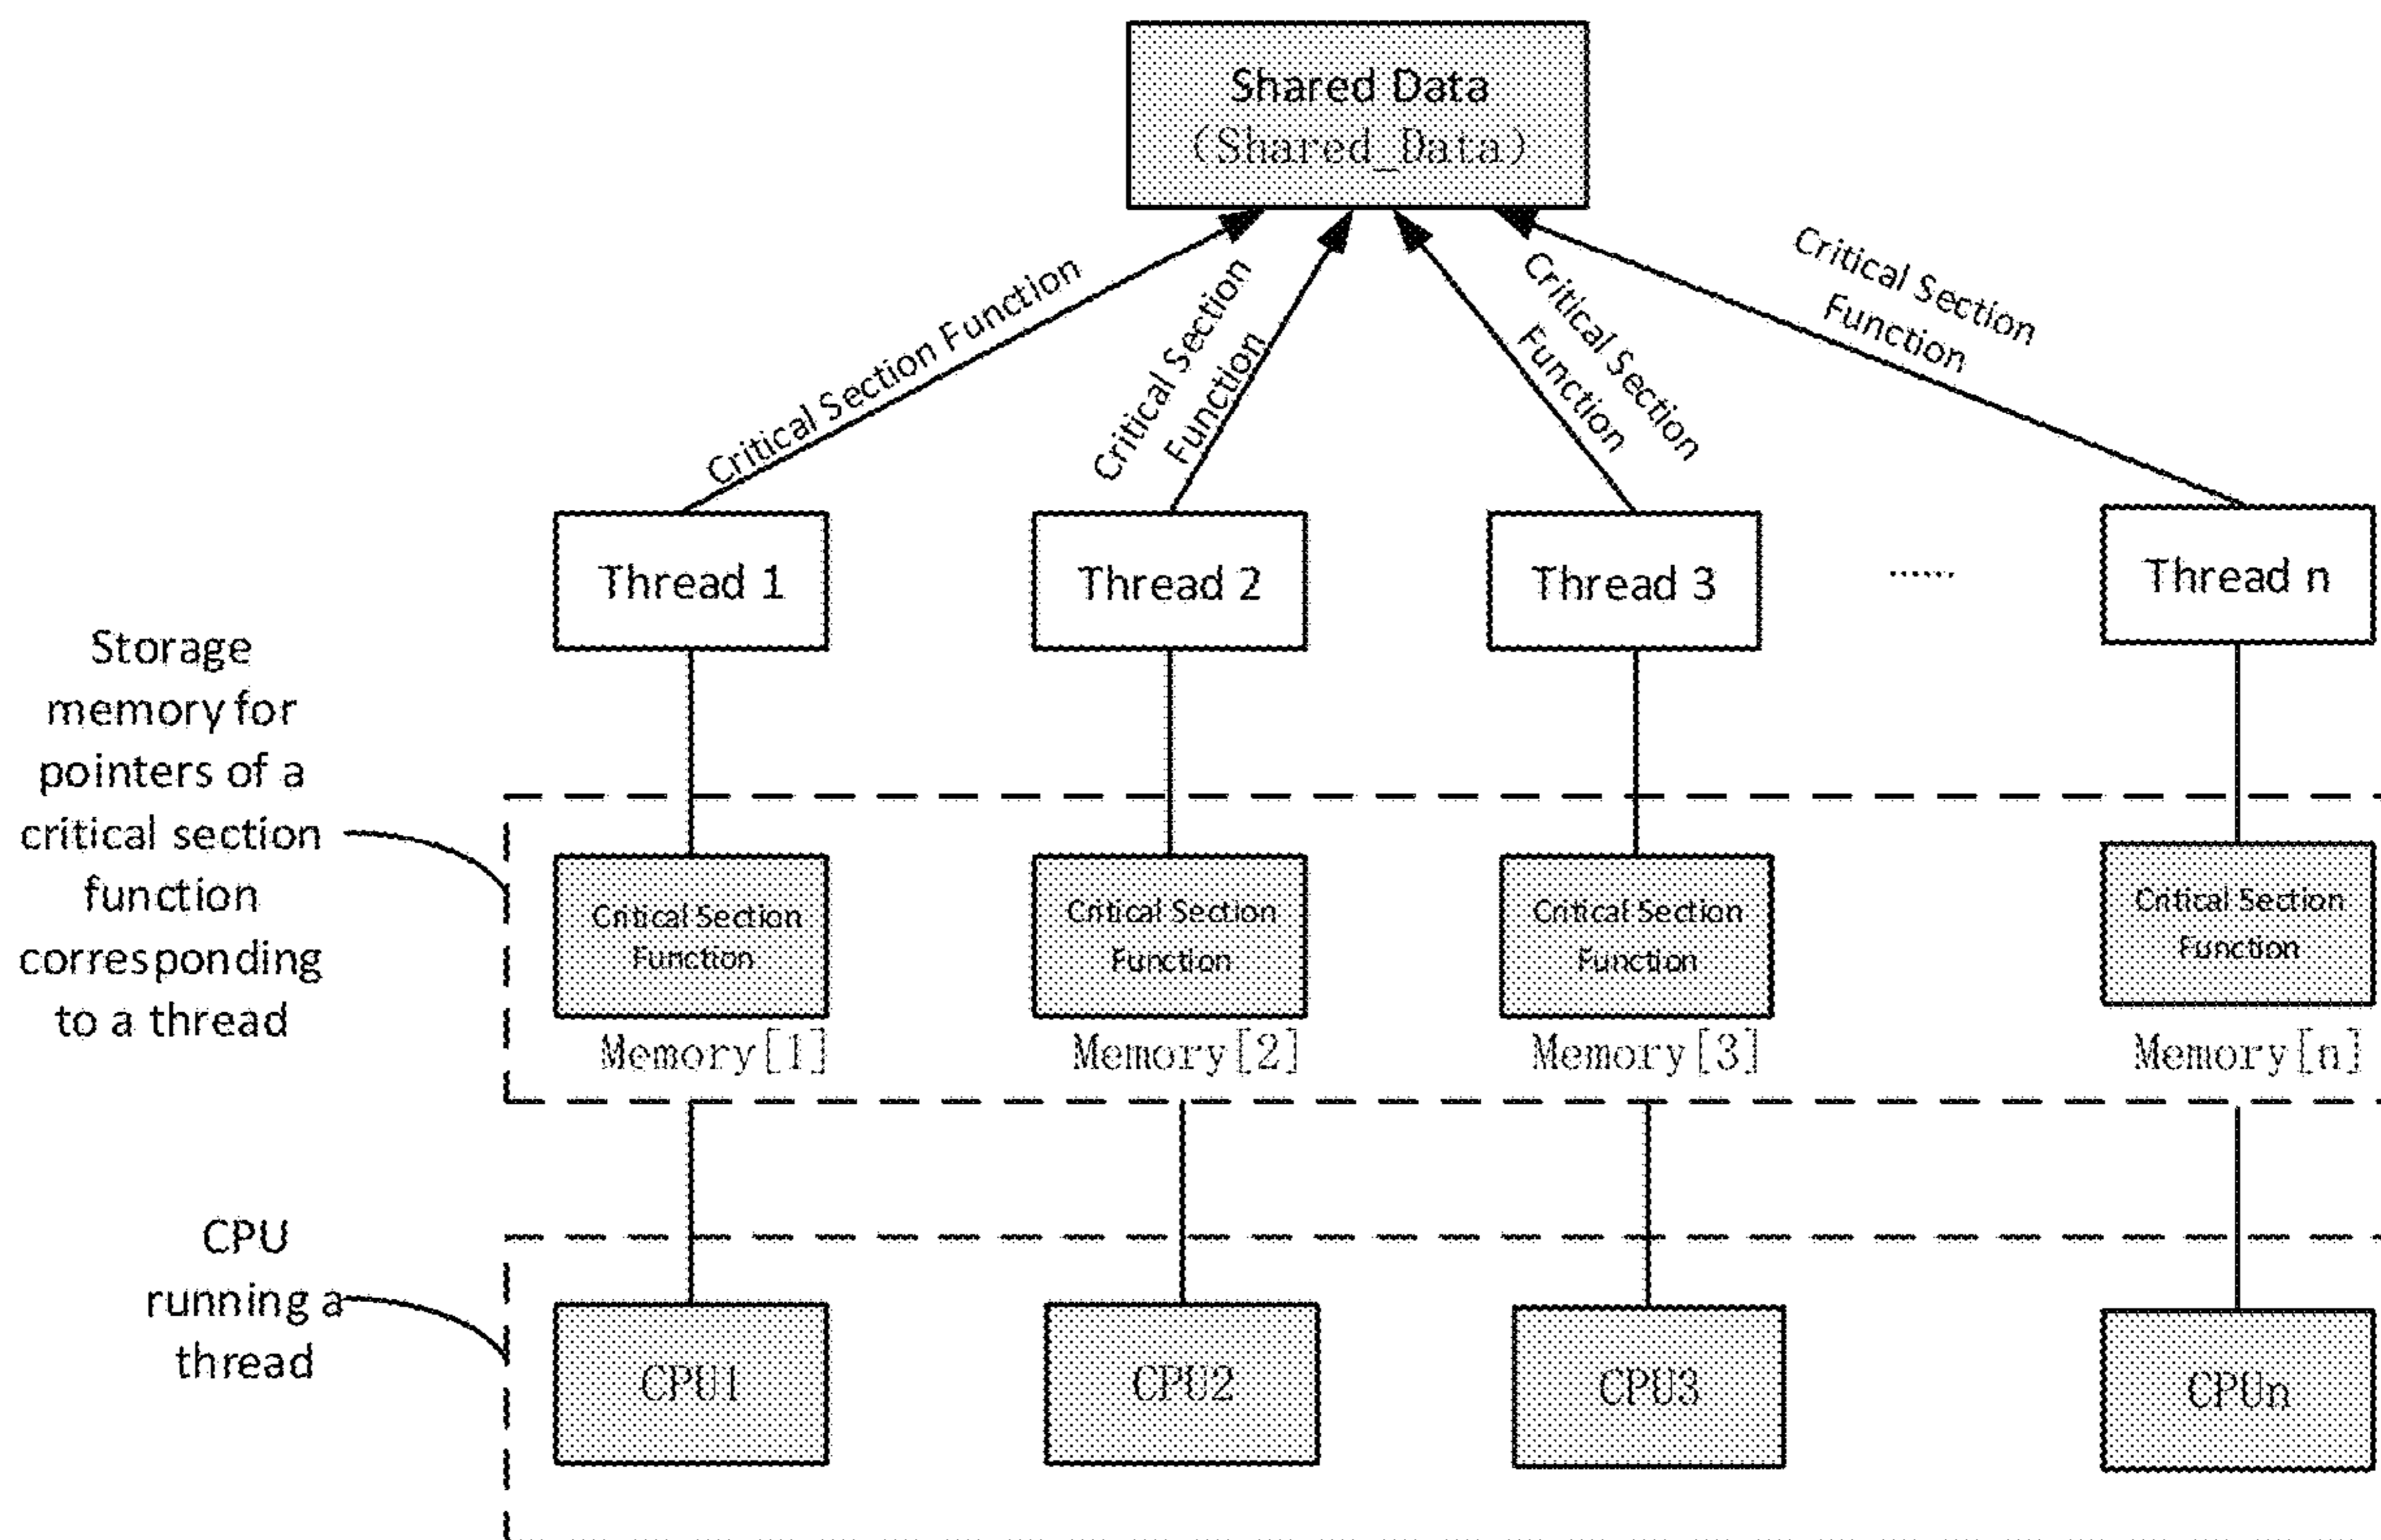 Shared Data
(Shared_Data)
Critical Section Function
Critical Section
Function
Critical Section
Function
Critical Section
Function
Thread 1
Thread 2
Thread 3
......
Thread n
Storage
memory for
pointers of a
critical section
function
corresponding
to a thread
Critical Section
Function
Critical Section
Function
Critical Section
Function
Critical Section
Function
Memory[1]
Memory[2]
Memory[3]
Memory[n]
CPU
running a
thread
CPU1
CPU2
CPU3
CPUn